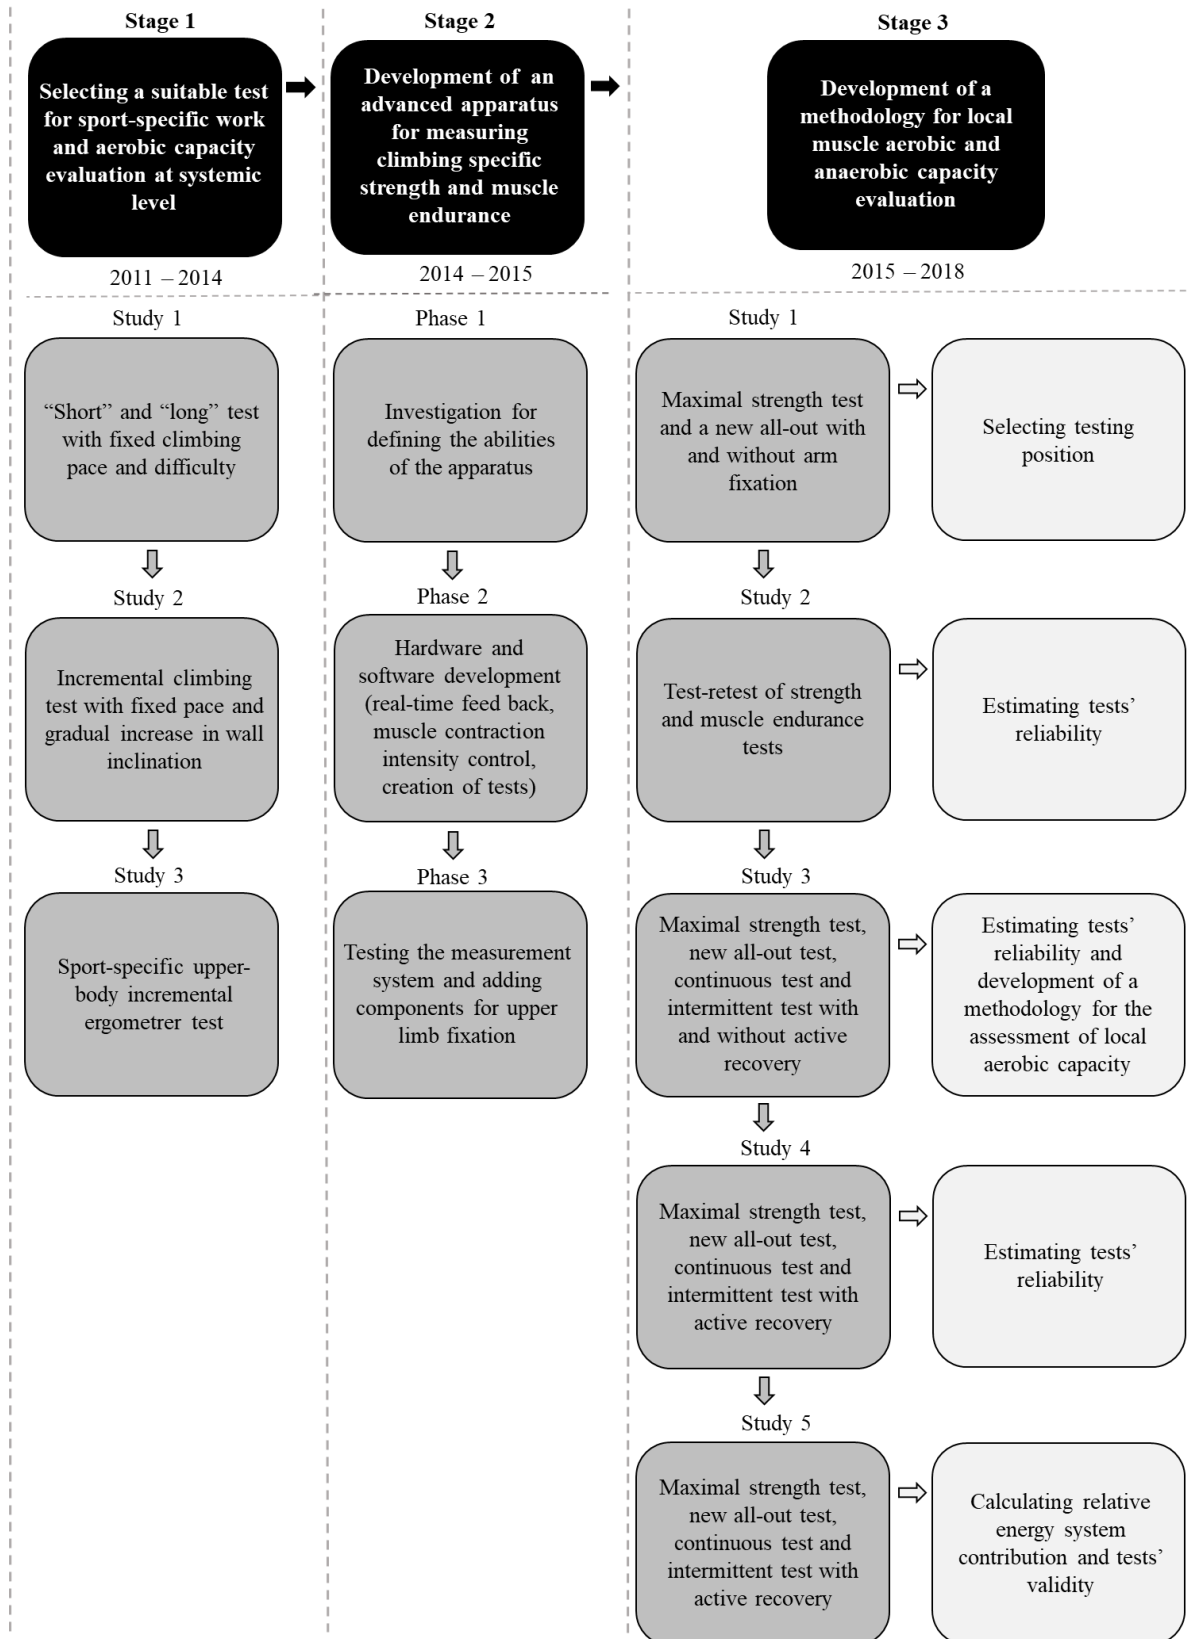 Stage 1
Selecting a suitable test
for sport-specific work
and aerobic capacity
evaluation at systemic
level
2011 – 2014
Study 1
“Short” and “long” test
with fixed climbing
pace and difficulty
Study 2
Incremental climbing
test with fixed pace and
gradual increase in wall
inclination
Study 3
Sport-specific upper-
body incremental
ergometrer test
Stage 2
Development of an
advanced apparatus
for measuring
climbing specific
strength and muscle
endurance
2014 – 2015
Phase 1
Investigation for
defining the abilities
of the apparatus
Phase 2
Hardware and
software development
(real-time feed back,
muscle contraction
intensity control,
creation of tests)
Phase 3
Testing the measurement
system and adding
components for upper
limb fixation
Stage 3
Development of a
methodology for local
muscle aerobic and
anaerobic capacity
evaluation
2015 – 2018
Study 1
Maximal strength test
and a new all-out with
and without arm
fixation
Selecting testing
position
Study 2
Test-retest of strength
and muscle endurance
tests
Estimating tests’
reliability
Study 3
Maximal strength test,
new all-out test,
continuous test and
intermittent test with
and without active
recovery
Estimating tests’
reliability and
development of a
methodology for the
assessment of local
aerobic capacity
Study 4
Maximal strength test,
new all-out test,
continuous test and
intermittent test with
active recovery
Estimating tests’
reliability
Study 5
Maximal strength test,
new all-out test,
continuous test and
intermittent test with
active recovery
Calculating relative
energy system
contribution and tests’
validity